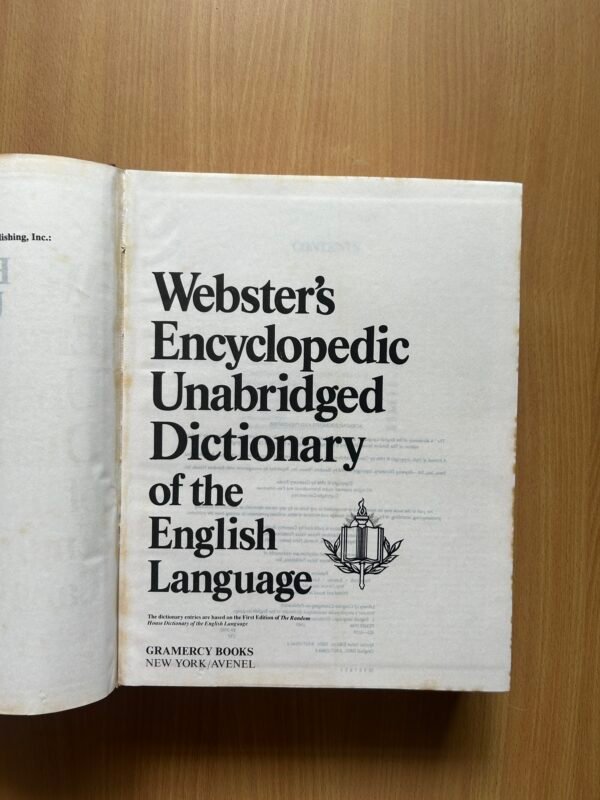 lishing, Inc.:
Webster's
Encyclopedic
Unabridged
Dictionary
of the
English
Language
The dictionary entries are based on the First Edition of The Random
House Dictionary of the English Language
GRAMERCY BOOKS
NEW YORK/AVENEL